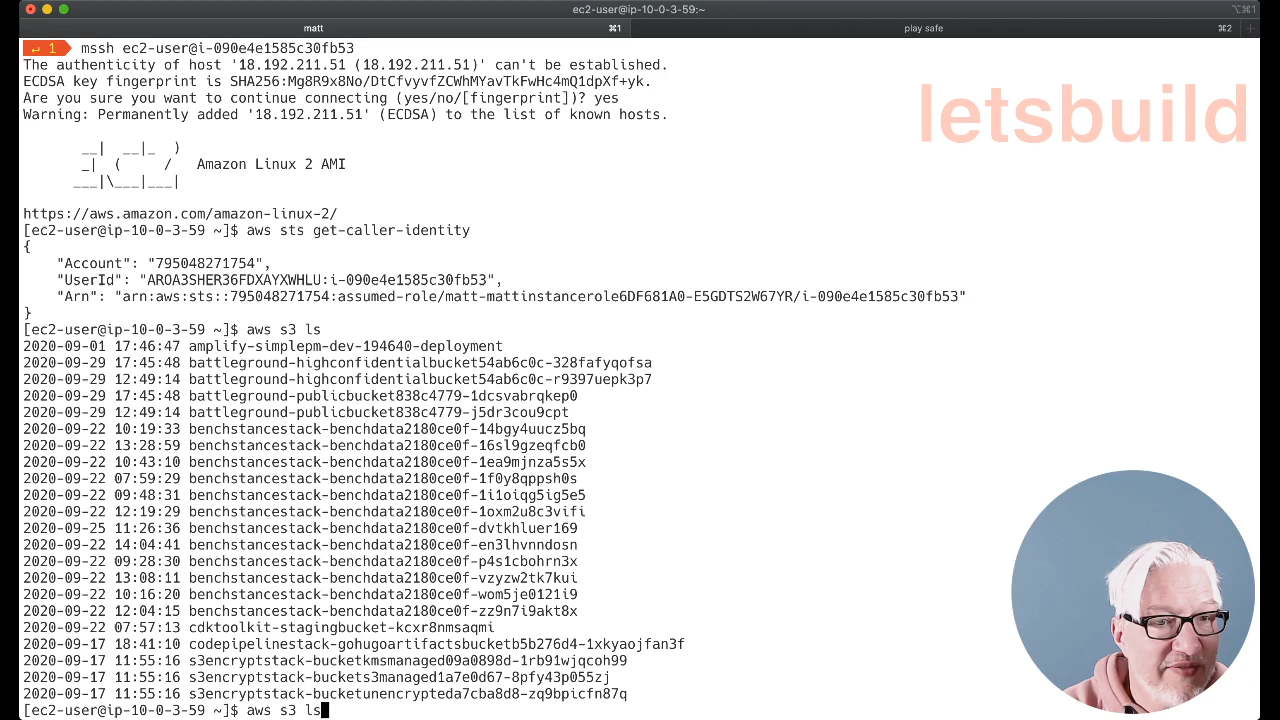 ec2-user@ip-10-0-3-59:~
⌥⌘1
matt
⌘1
play safe
⌘2
↵ 1 mssh ec2-user@i-090e4e1585c30fb53
The authenticity of host '18.192.211.51 (18.192.211.51)' can't be established.
ECDSA key fingerprint is SHA256:Mg8R9x8No/DtCfvyvfZCWhMYavTkFwHc4mQ1dpXf+yk.
Are you sure you want to continue connecting (yes/no/[fingerprint])? yes
Warning: Permanently added '18.192.211.51' (ECDSA) to the list of known hosts.
letsbuild
__|  __|_  )
_|  (     /   Amazon Linux 2 AMI
___|\___|___|
https://aws.amazon.com/amazon-linux-2/
[ec2-user@ip-10-0-3-59 ~]$ aws sts get-caller-identity
{
"Account": "795048271754",
"UserId": "AROA3SHER36FDXAYXWHLU:i-090e4e1585c30fb53",
"Arn": "arn:aws:sts::795048271754:assumed-role/matt-mattinstancerole6DF681A0-E5GDTS2W67YR/i-090e4e1585c30fb53"
}
[ec2-user@ip-10-0-3-59 ~]$ aws s3 ls
2020-09-01 17:46:47 amplify-simplepm-dev-194640-deployment
2020-09-29 17:45:48 battleground-highconfidentialbucket54ab6c0c-328fafyqofsa
2020-09-29 12:49:14 battleground-highconfidentialbucket54ab6c0c-r9397uepk3p7
2020-09-29 17:45:48 battleground-publicbucket838c4779-1dcsvabrqkep0
2020-09-29 12:49:14 battleground-publicbucket838c4779-j5dr3cou9cpt
2020-09-22 10:19:33 benchstancestack-benchdata2180ce0f-14bgy4uucz5bq
2020-09-22 13:28:59 benchstancestack-benchdata2180ce0f-16sl9gzeqfcb0
2020-09-22 10:43:10 benchstancestack-benchdata2180ce0f-1ea9mjnza5s5x
2020-09-22 07:59:29 benchstancestack-benchdata2180ce0f-1f0y8qppsh0s
2020-09-22 09:48:31 benchstancestack-benchdata2180ce0f-1i1oiqg5ig5e5
2020-09-22 12:19:29 benchstancestack-benchdata2180ce0f-1oxm2u8c3vifi
2020-09-25 11:26:36 benchstancestack-benchdata2180ce0f-dvtkhluer169
2020-09-22 14:04:41 benchstancestack-benchdata2180ce0f-en3lhvnndosn
2020-09-22 09:28:30 benchstancestack-benchdata2180ce0f-p4s1cbohrn3x
2020-09-22 13:08:11 benchstancestack-benchdata2180ce0f-vzyzw2tk7kui
2020-09-22 10:16:20 benchstancestack-benchdata2180ce0f-wom5je0121i9
2020-09-22 12:04:15 benchstancestack-benchdata2180ce0f-zz9n7i9akt8x
2020-09-22 07:57:13 cdktoolkit-stagingbucket-kcxr8nmsaqmi
2020-09-17 18:41:10 codepipelinestack-gohugoartifactsbucketb5b276d4-1xkyaojfan3f
2020-09-17 11:55:16 s3encryptstack-bucketkmsmanaged09a0898d-1rb91wjqcoh99
2020-09-17 11:55:16 s3encryptstack-buckets3managed1a7e0d67-8pfy43p055zj
2020-09-17 11:55:16 s3encryptstack-bucketunencrypteda7cba8d8-zq9bpicfn87q
[ec2-user@ip-10-0-3-59 ~]$ aws s3 ls